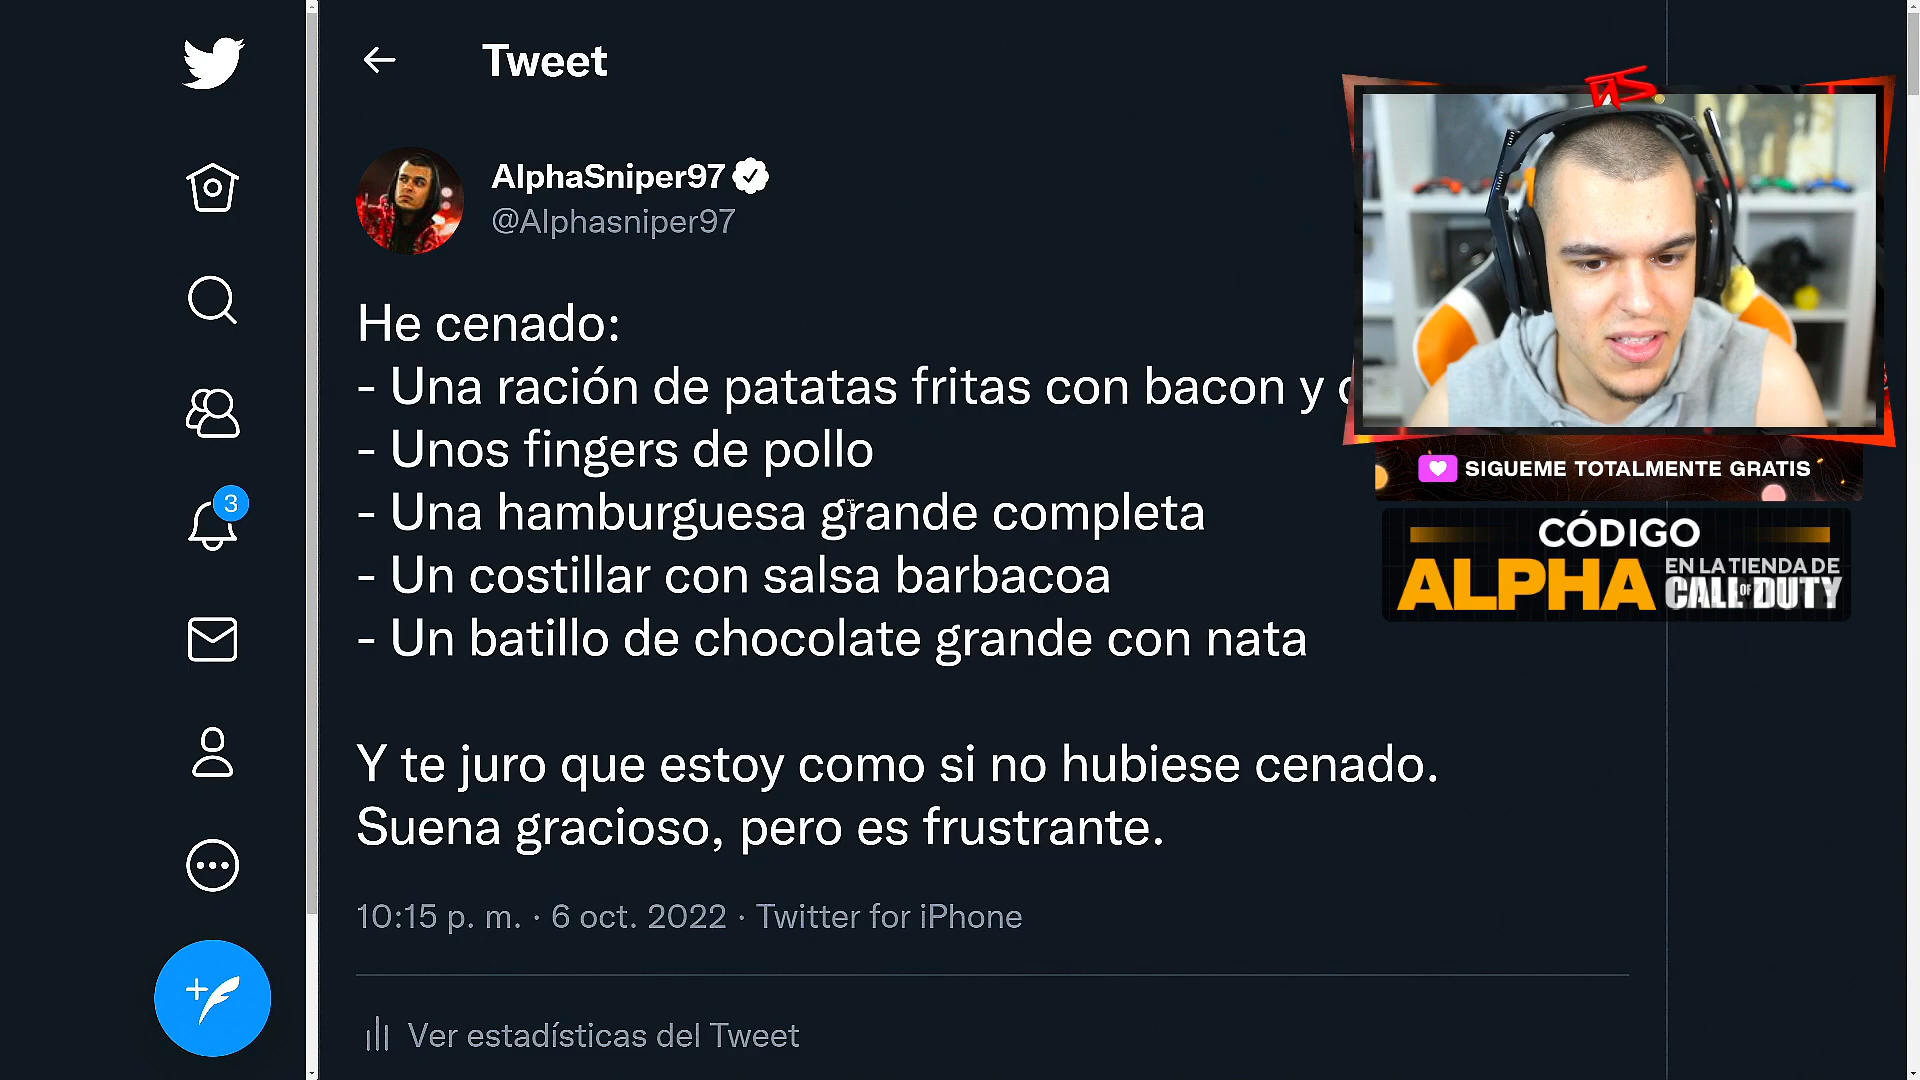 Tweet
AlphaSniper97
@Alphasniper97
He cenado:
- Una ración de patatas fritas con bacon y
- Unos fingers de pollo
- Una hamburguesa grande completa
- Un costillar con salsa barbacoa
- Un batillo de chocolate grande con nata
Y te juro que estoy como si no hubiese cenado.
Suena gracioso, pero es frustrante.
10:15 p. m. · 6 oct. 2022 · Twitter for iPhone
Ver estadísticas del Tweet
3
SIGUEME TOTALMENTE GRATIS
CÓDIGO
ALPHA EN LA TIENDA DE
CALL OF DUTY